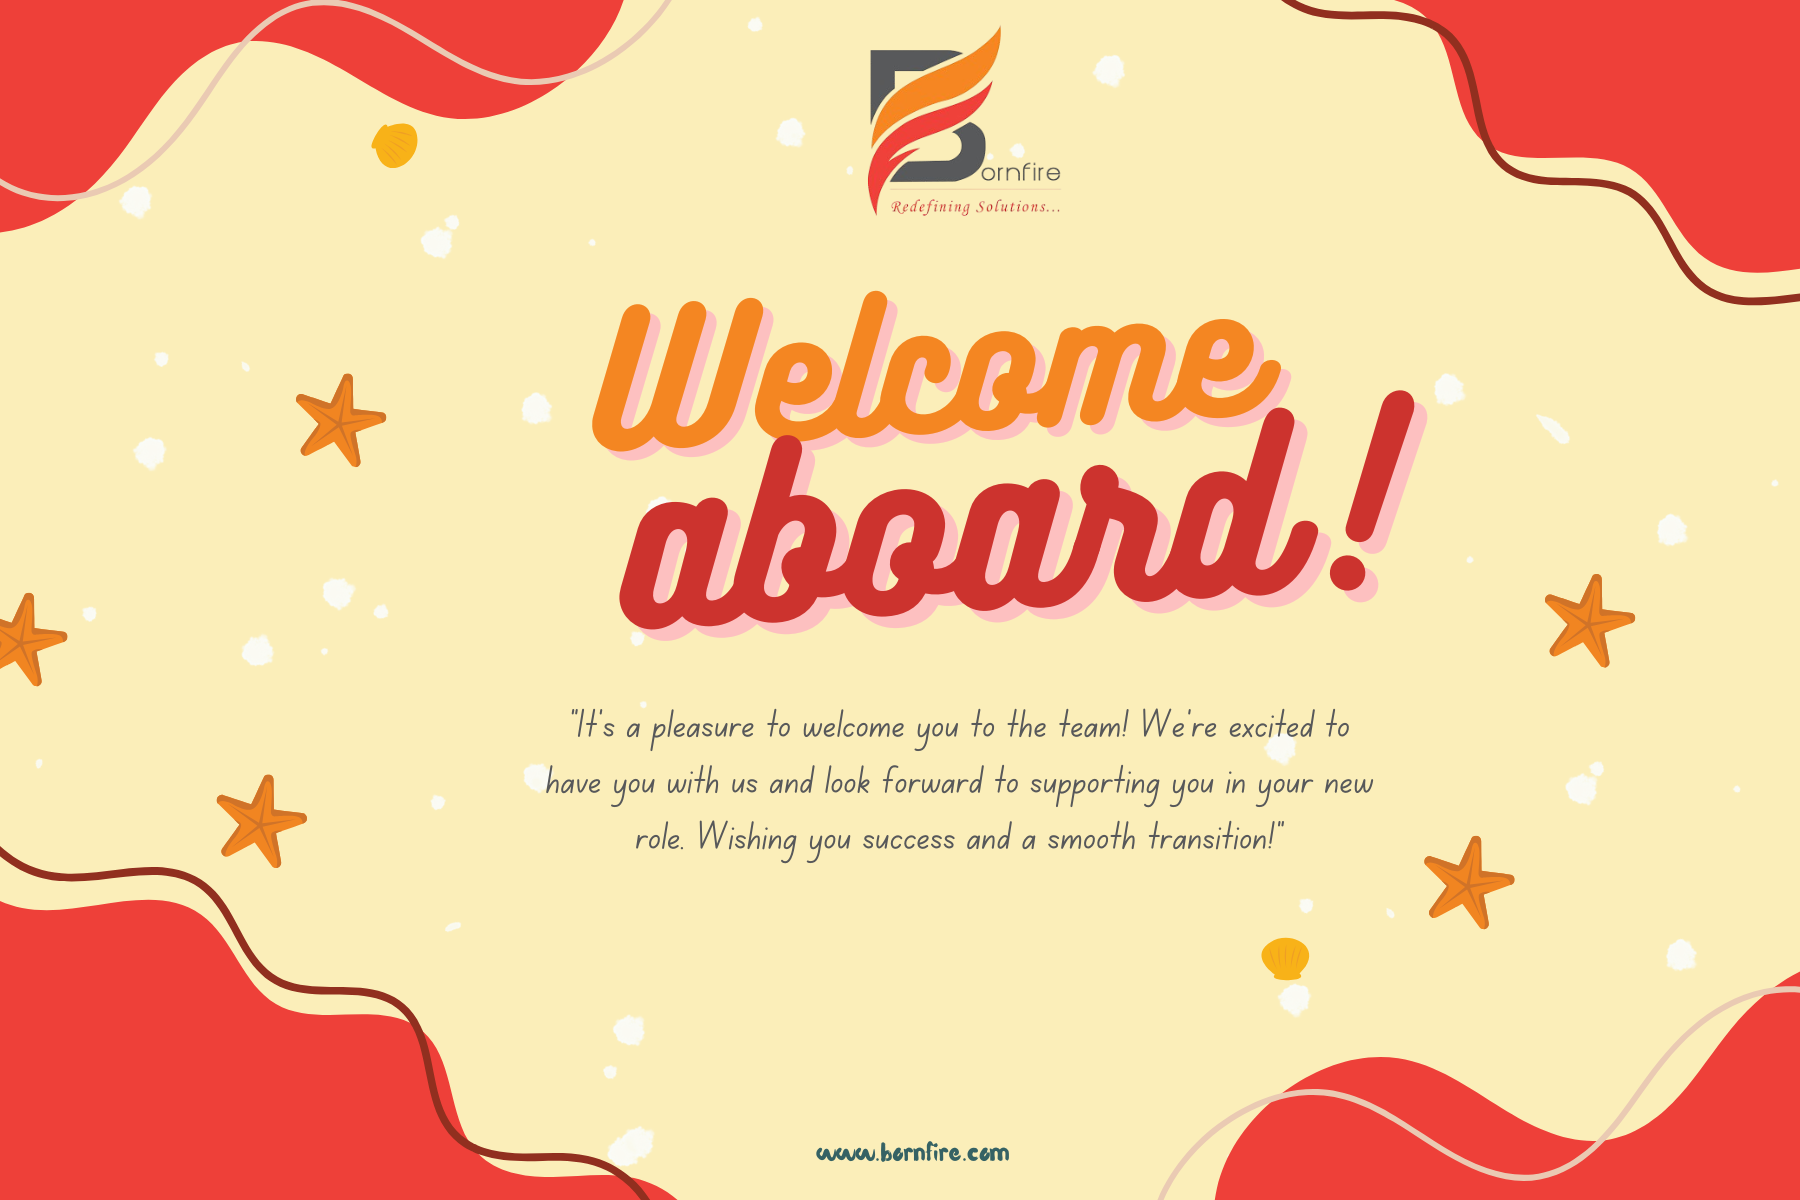 Bornfire
Redefining Solutions...
Welcome
aboard!
"It's a pleasure to welcome you to the team! We're excited to
have you with us and look forward to supporting you in your new
role. Wishing you success and a smooth transition!"
www.bornfire.com